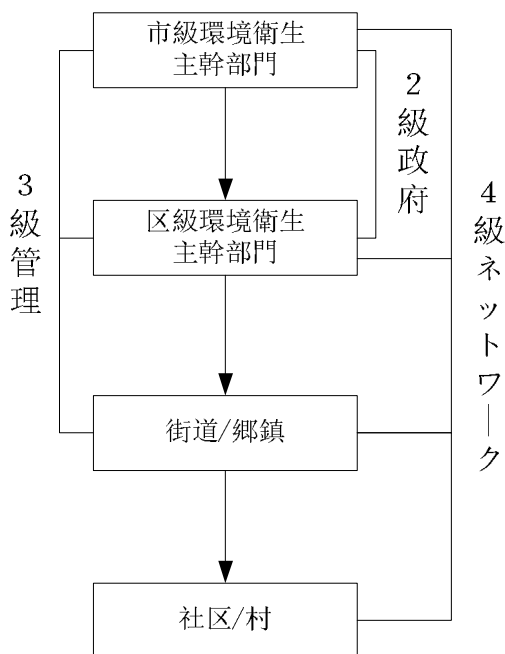 市級環境衛生
主幹部門
2級政府
3級管理
区級環境衛生
主幹部門
4級ネットワーク
街道/郷鎮
社区/村